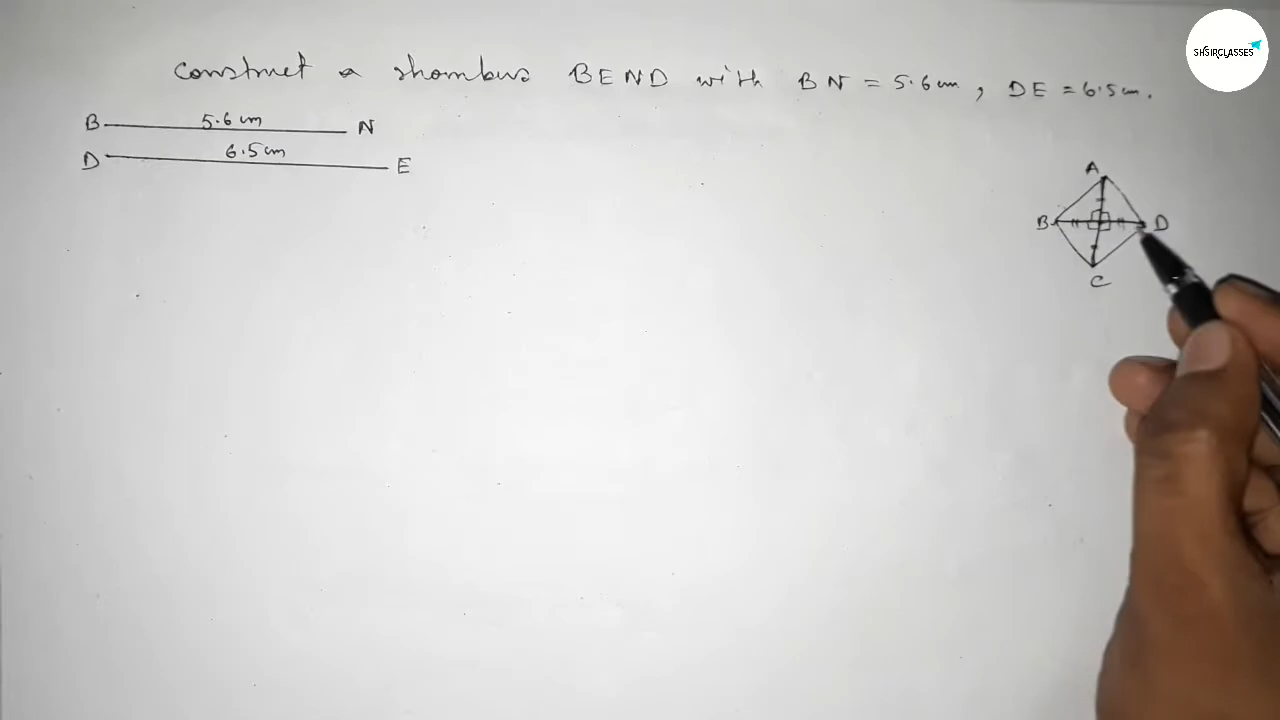 construct a rhombus BEND with BN = 5.6 cm, DE = 6.5 cm.
B 5.6 cm N
D 6.5 cm E
A
B D
C
SHSIRCLASSES